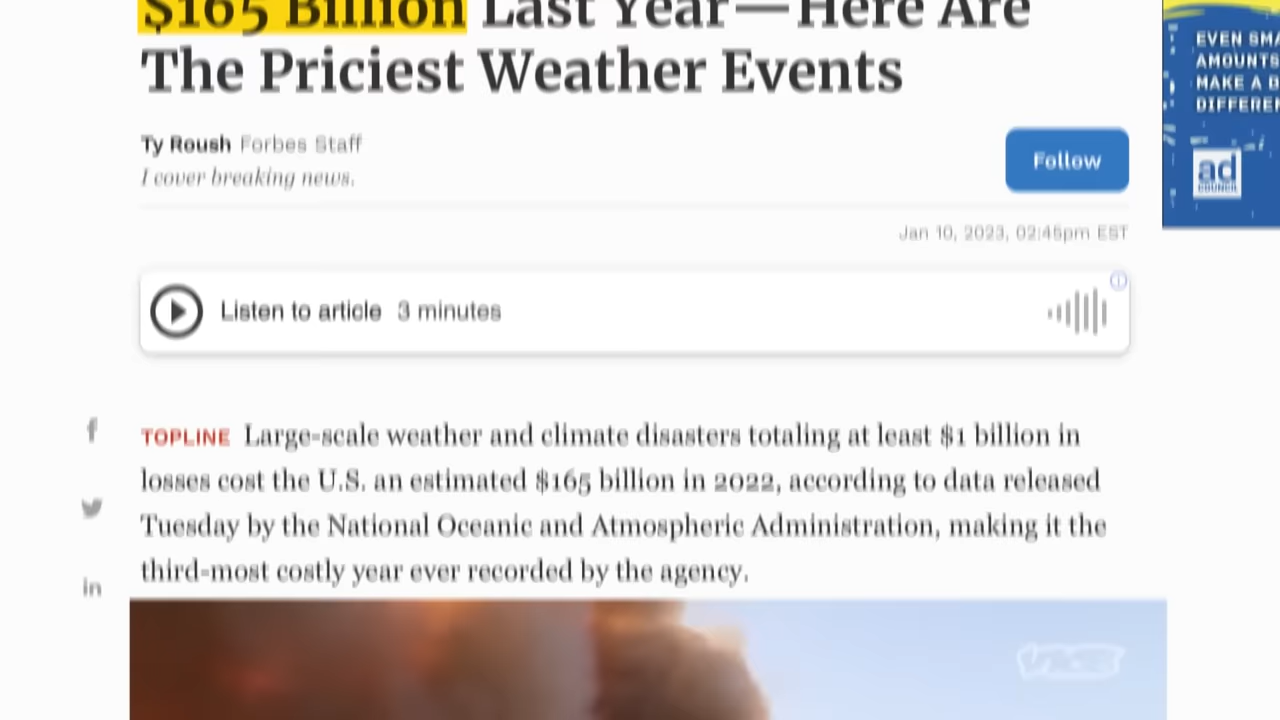 $165 Billion Last Year—Here Are
The Priciest Weather Events
Ty Roush Forbes Staff
I cover breaking news.
Follow
Jan 10, 2023, 02:45pm EST
Listen to article 3 minutes
TOPLINE Large-scale weather and climate disasters totaling at least $1 billion in
losses cost the U.S. an estimated $165 billion in 2022, according to data released
Tuesday by the National Oceanic and Atmospheric Administration, making it the
third-most costly year ever recorded by the agency.
f
in
VICE
EVEN SMA
AMOUNTS
MAKE A D
DIFFEREN
ad
COUNCIL